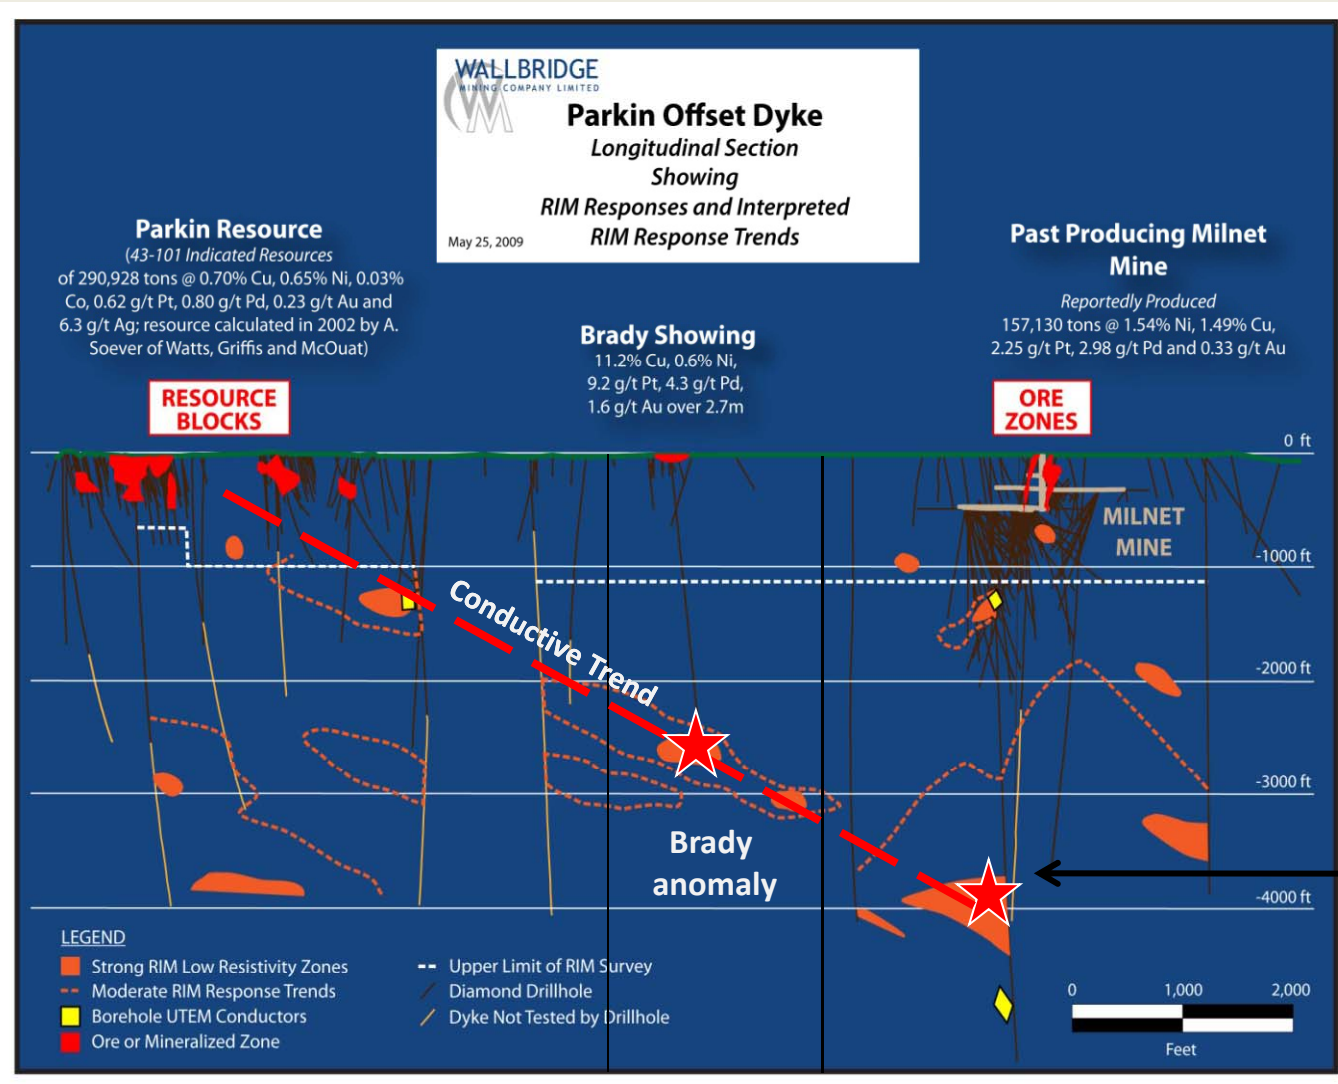 WALLBRIDGE
MINING COMPANY LIMITED
WM
Parkin Offset Dyke
Longitudinal Section
Showing
RIM Responses and Interpreted
RIM Response Trends
May 25, 2009
Parkin Resource
(43-101 Indicated Resources
of 290,928 tons @ 0.70% Cu, 0.65% Ni, 0.03%
Co, 0.62 g/t Pt, 0.80 g/t Pd, 0.23 g/t Au and
6.3 g/t Ag; resource calculated in 2002 by A.
Soever of Watts, Griffis and McOuat)
RESOURCE
BLOCKS
Brady Showing
11.2% Cu, 0.6% Ni,
9.2 g/t Pt, 4.3 g/t Pd,
1.6 g/t Au over 2.7m
Past Producing Milnet
Mine
Reportedly Produced
157,130 tons @ 1.54% Ni, 1.49% Cu,
2.25 g/t Pt, 2.98 g/t Pd and 0.33 g/t Au
ORE
ZONES
0 ft
MILNET
MINE
-1000 ft
Conductive Trend
-2000 ft
-3000 ft
Brady
anomaly
-4000 ft
LEGEND
Strong RIM Low Resistivity Zones
Moderate RIM Response Trends
Borehole UTEM Conductors
Ore or Mineralized Zone
Upper Limit of RIM Survey
Diamond Drillhole
Dyke Not Tested by Drillhole
0 1,000 2,000
Feet